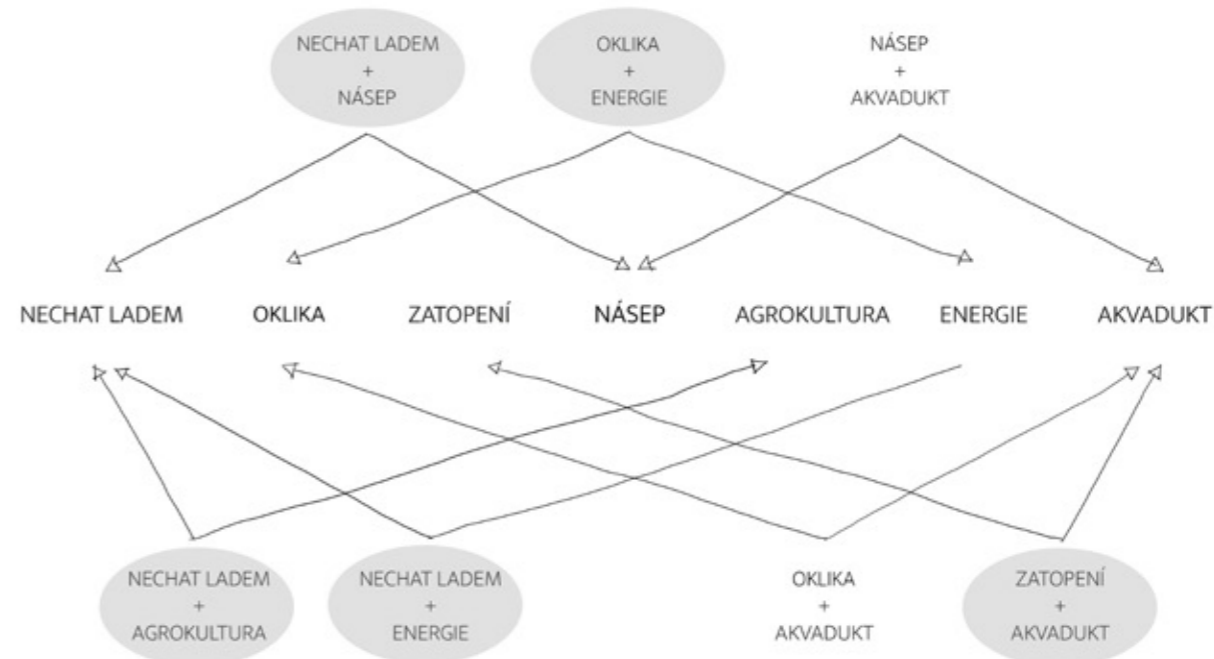 NECHAT LADEM
+
NÁSEP
OKLIKA
+
ENERGIE
NÁSEP
+
AKVADUKT
NECHAT LADEM
OKLIKA
ZATOPENÍ
NÁSEP
AGROKULTURA
ENERGIE
AKVADUKT
NECHAT LADEM
+
AGROKULTURA
NECHAT LADEM
+
ENERGIE
OKLIKA
+
AKVADUKT
ZATOPENÍ
+
AKVADUKT